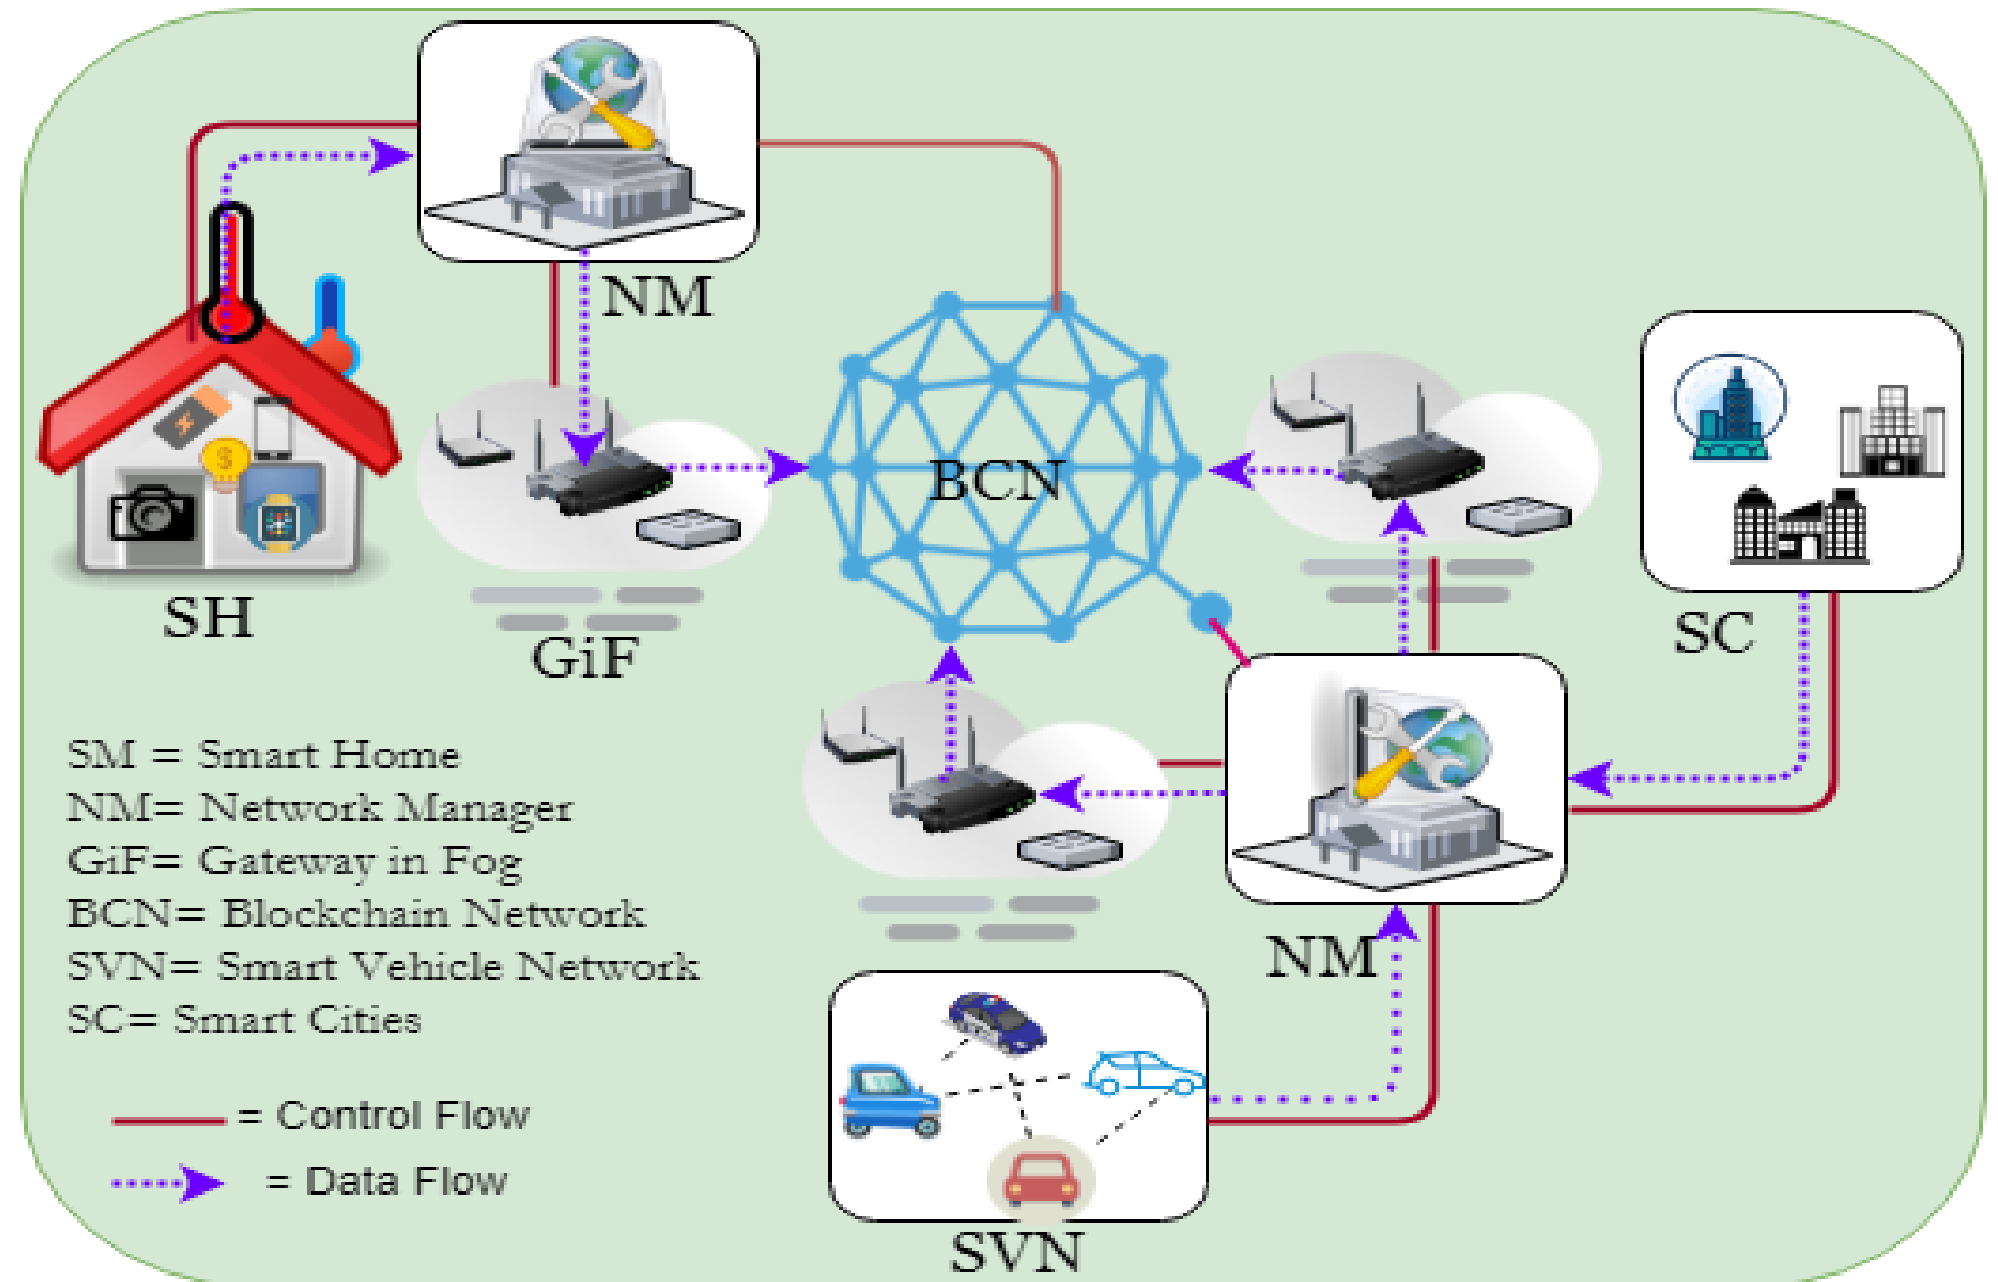 NM
BCN
SH
GiF
SC
NM
SVN
SM = Smart Home
NM= Network Manager
GiF= Gateway in Fog
BCN= Blockchain Network
SVN= Smart Vehicle Network
SC= Smart Cities
= Control Flow
= Data Flow